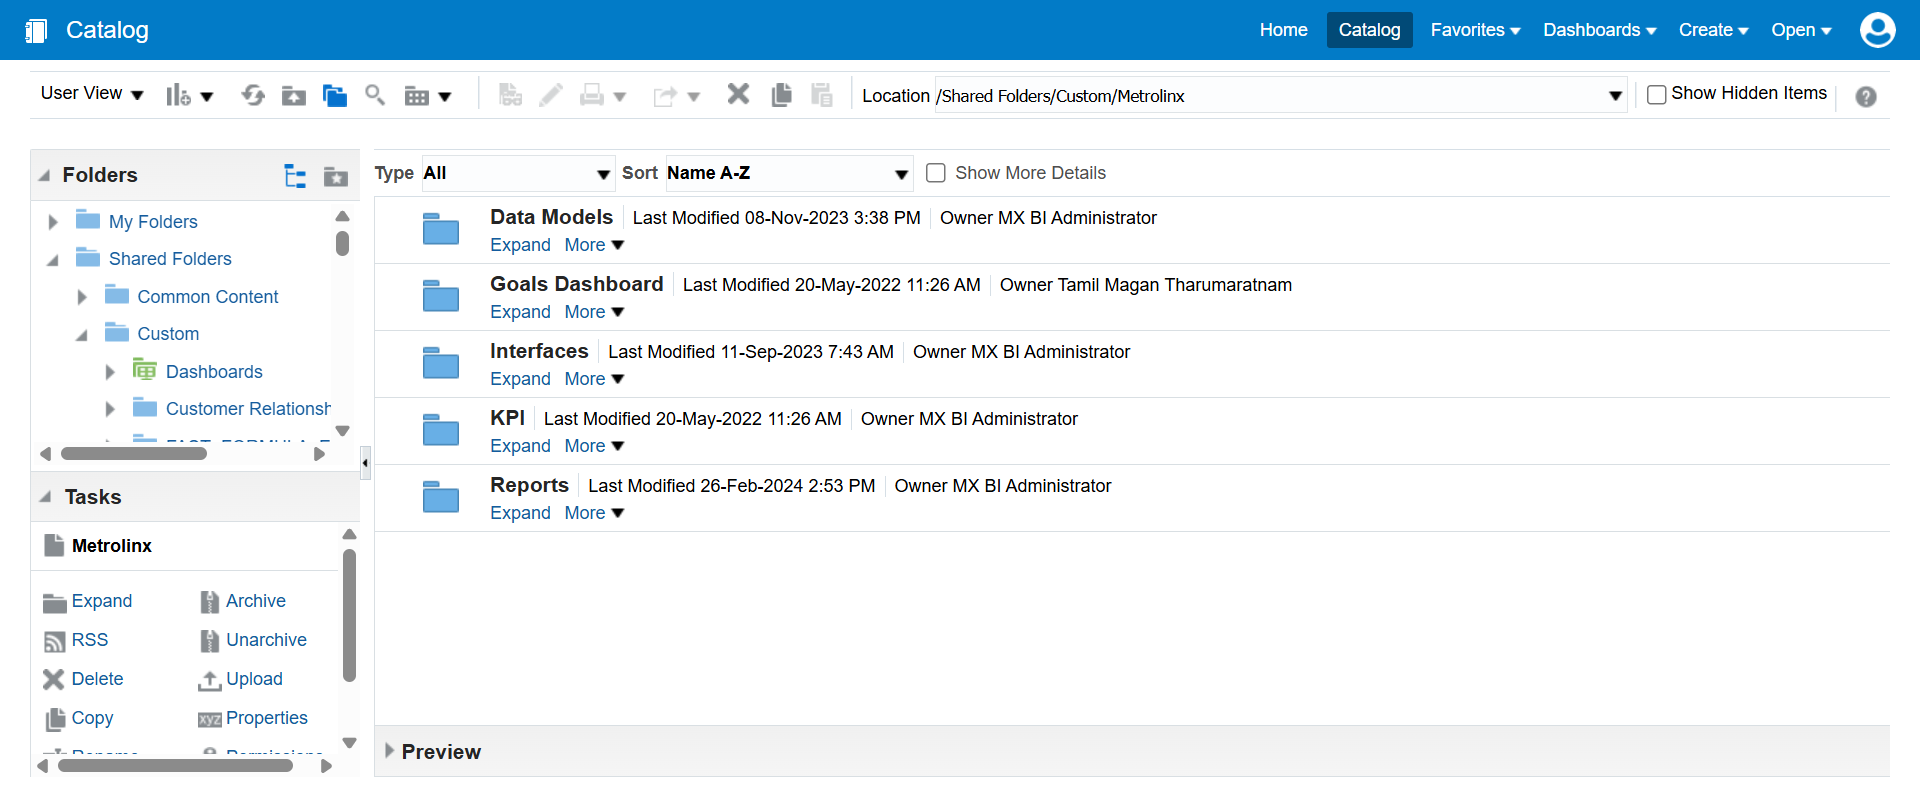 Catalog
Home Catalog Favorites Dashboards Create Open
User View
Location /Shared Folders/Custom/Metrolinx
Show Hidden Items
Folders
My Folders
Shared Folders
Common Content
Custom
Dashboards
Customer Relationsh
Tasks
Metrolinx
Expand Archive
RSS Unarchive
Delete Upload
Copy xyz Properties
Type All Sort Name A-Z Show More Details
Data Models Last Modified 08-Nov-2023 3:38 PM Owner MX BI Administrator
Expand More
Goals Dashboard Last Modified 20-May-2022 11:26 AM Owner Tamil Magan Tharumaratnam
Expand More
Interfaces Last Modified 11-Sep-2023 7:43 AM Owner MX BI Administrator
Expand More
KPI Last Modified 20-May-2022 11:26 AM Owner MX BI Administrator
Expand More
Reports Last Modified 26-Feb-2024 2:53 PM Owner MX BI Administrator
Expand More
Preview